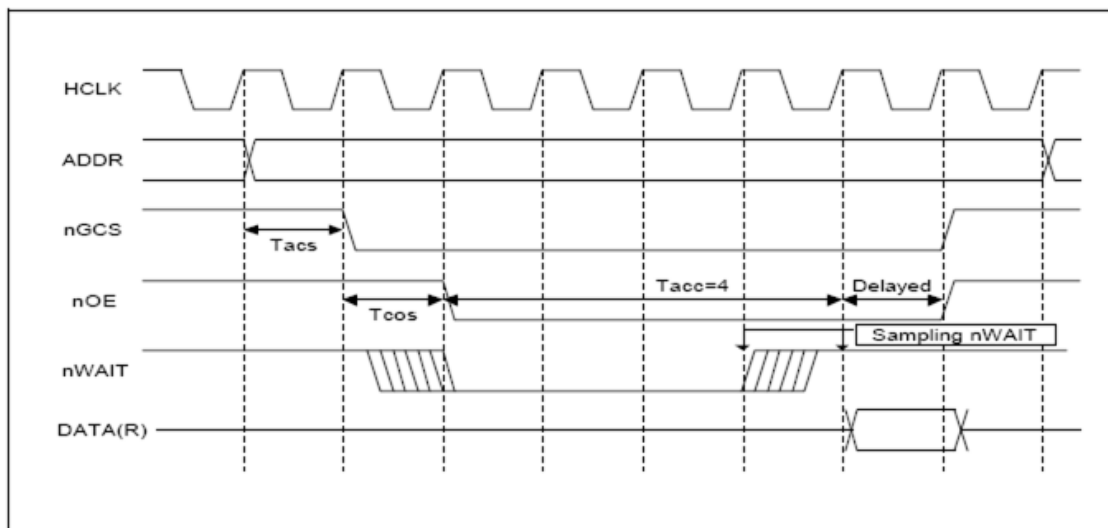 HCLK
ADDR
nGCS
Tacs
nOE
Tacc=4
Delayed
Tcos
Sampling nWAIT
nWAIT
DATA(R)